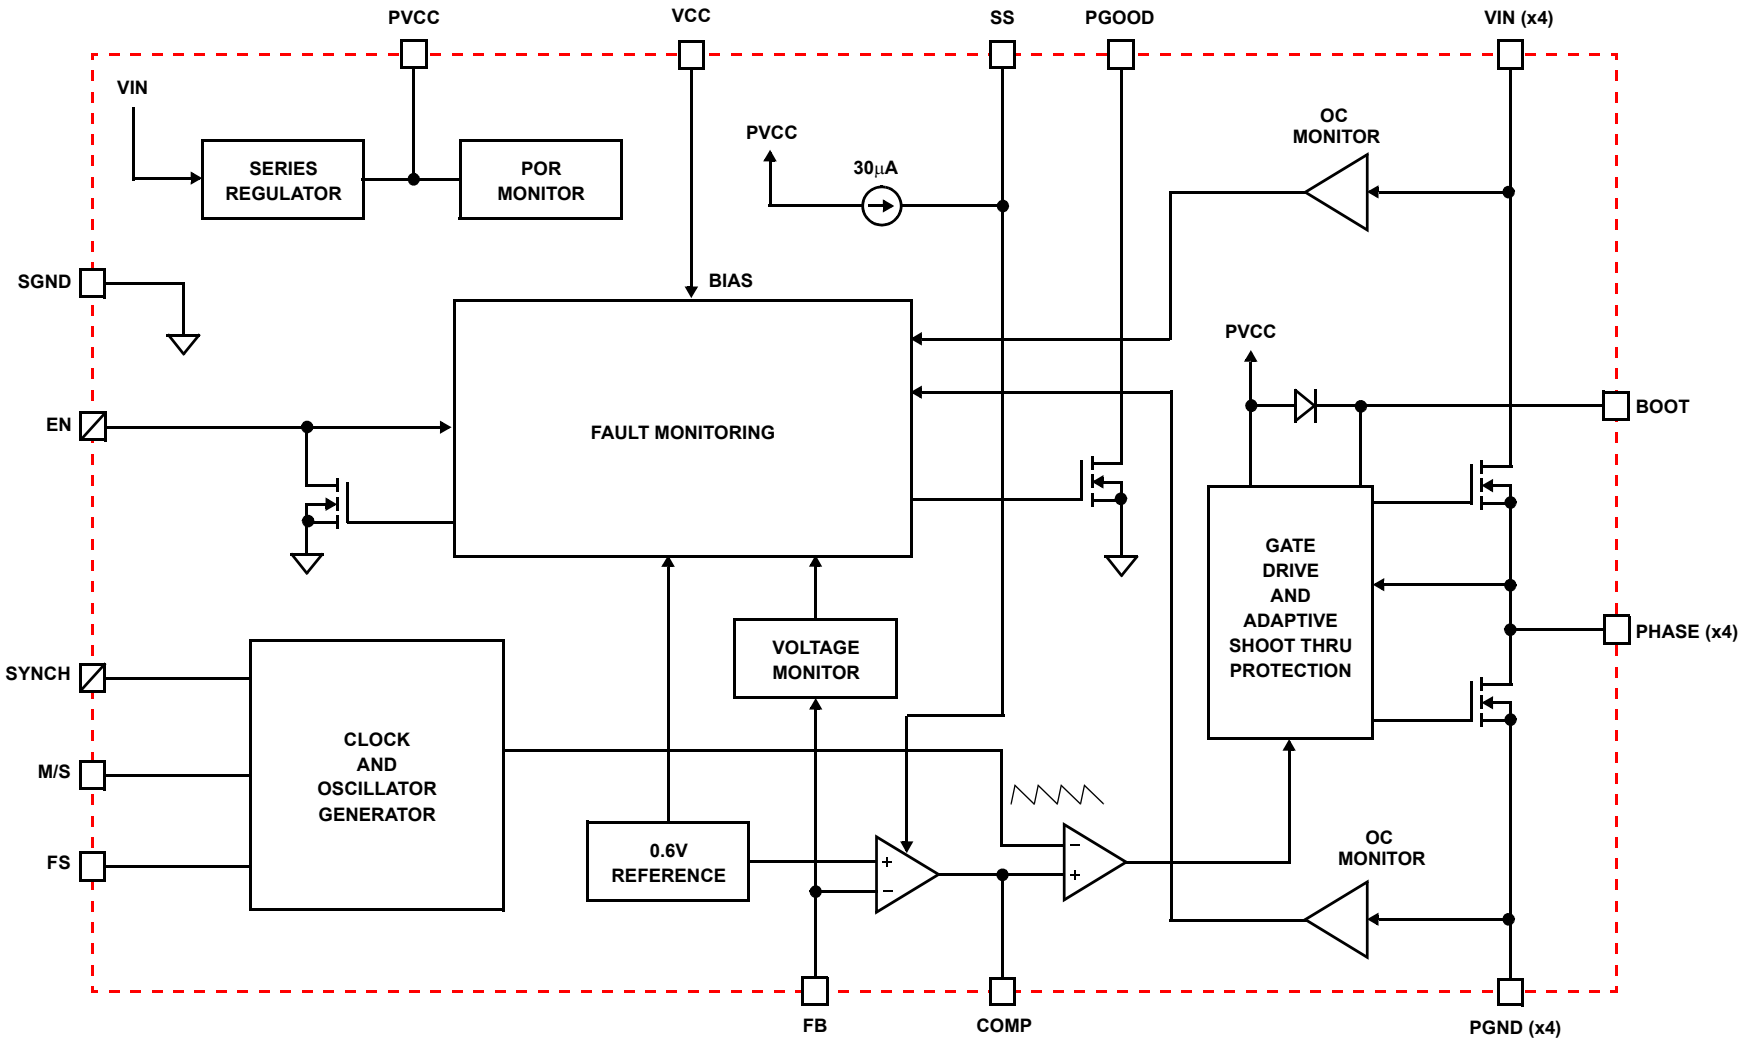 PVCC
VCC
SS
PGOOD
VIN (x4)
VIN
SERIES
REGULATOR
POR
MONITOR
PVCC
30μA
OC
MONITOR
SGND
BIAS
PVCC
EN
FAULT MONITORING
BOOT
GATE
DRIVE
AND
ADAPTIVE
SHOOT THRU
PROTECTION
PHASE (x4)
SYNCH
VOLTAGE
MONITOR
M/S
CLOCK
AND
OSCILLATOR
GENERATOR
FS
0.6V
REFERENCE
+
−
−
+
OC
MONITOR
FB
COMP
PGND (x4)